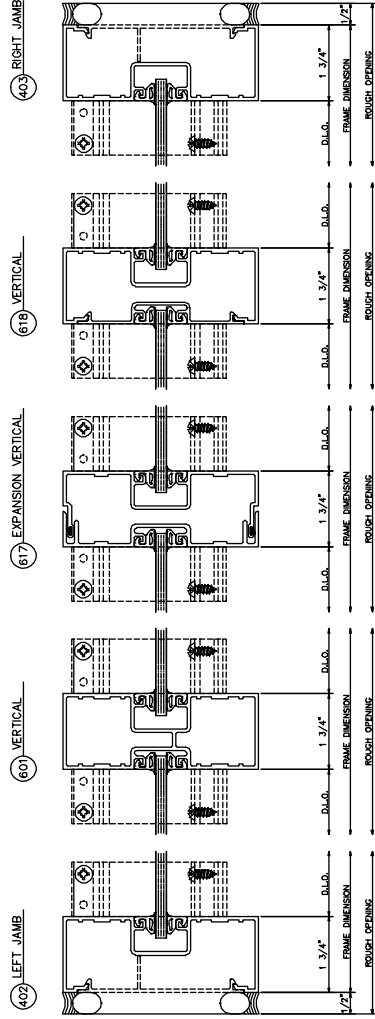 402 LEFT JAMB
D.L.O.
1 3/4"
1/2"
FRAME DIMENSION
ROUGH OPENING
601 VERTICAL
D.L.O.
1 3/4"
D.L.O.
FRAME DIMENSION
ROUGH OPENING
617 EXPANSION VERTICAL
D.L.O.
1 3/4"
D.L.O.
FRAME DIMENSION
ROUGH OPENING
618 VERTICAL
D.L.O.
1 3/4"
D.L.O.
FRAME DIMENSION
ROUGH OPENING
403 RIGHT JAMB
D.L.O.
1 3/4"
1/2"
FRAME DIMENSION
ROUGH OPENING